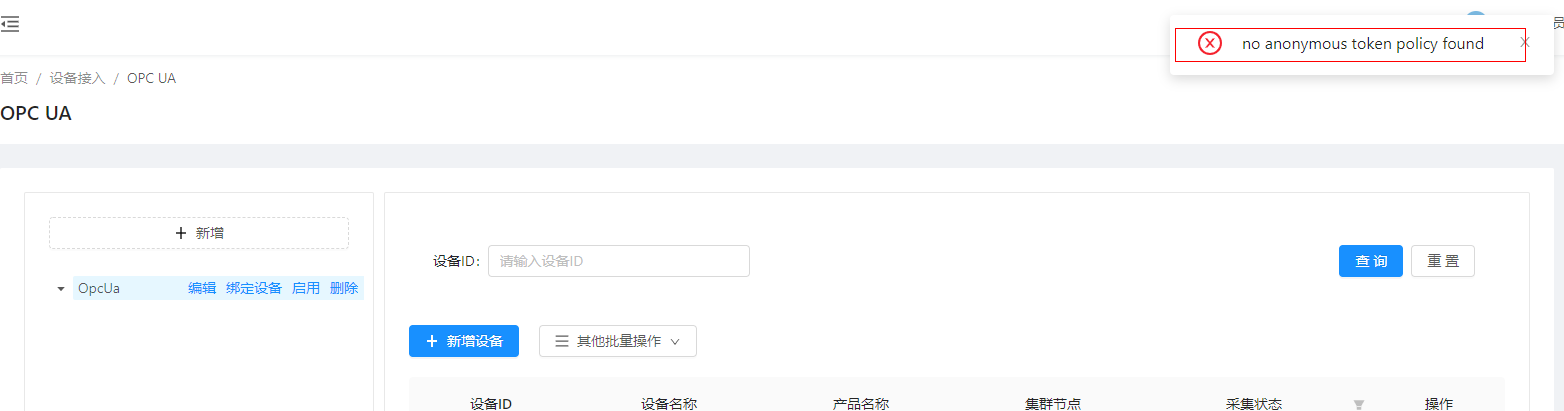 员
no anonymous token policy found
首页 / 设备接入 / OPC UA
OPC UA
新增
设备ID:
请输入设备ID
查 询
重 置
OpcUa 编辑 绑定设备 启用 删除
新增设备
其他批量操作
设备ID 设备名称 产品名称 集群节点 采集状态 操作